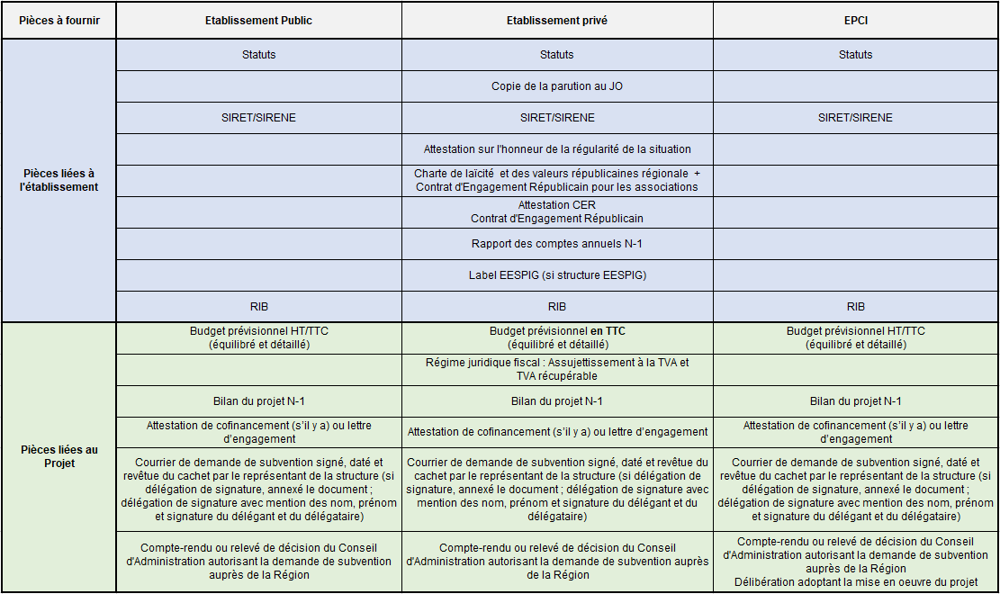 Pièces à fournir
Etablissement Public
Etablissement privé
EPCI
Pièces liées à
l'établissement
Statuts
Statuts
Statuts
Copie de la parution au JO
SIRET/SIRENE
SIRET/SIRENE
SIRET/SIRENE
Attestation sur l'honneur de la régularité de la situation
Charte de laïcité et des valeurs républicaines régionale +
Contrat d'Engagement Républicain pour les associations
Attestation CER
Contrat d'Engagement Républicain
Rapport des comptes annuels N-1
Label EESPIG (si structure EESPIG)
RIB
RIB
RIB
Pièces liées au
Projet
Budget prévisionnel HT/TTC
(équilibré et détaillé)
Budget prévisionnel en TTC
(équilibré et détaillé)
Budget prévisionnel HT/TTC
(équilibré et détaillé)
Régime juridique fiscal : Assujettissement à la TVA et
TVA récupérable
Bilan du projet N-1
Bilan du projet N-1
Bilan du projet N-1
Attestation de cofinancement (s'il y a) ou lettre
d'engagement
Attestation de cofinancement (s'il y a) ou lettre d'engagement
Attestation de cofinancement (s'il y a) ou lettre
d'engagement
Courrier de demande de subvention signé, daté et
revêtue du cachet par le représentant de la structure (si
délégation de signature, annexé le document ;
délégation de signature avec mention des nom, prénom
et signature du délégant et du délégataire)
Courrier de demande de subvention signé, daté et revêtue du
cachet par le représentant de la structure (si délégation de
signature, annexé le document ; délégation de signature avec
mention des nom, prénom et signature du délégant et du
délégataire)
Courrier de demande de subvention signé, daté et
revêtue du cachet par le représentant de la structure (si
délégation de signature, annexé le document ;
délégation de signature avec mention des nom, prénom
et signature du délégant et du délégataire)
Compte-rendu ou relevé de décision du Conseil
d'Administration autorisant la demande de subvention
auprès de la Région
Compte-rendu ou relevé de décision du Conseil
d'Administration autorisant la demande de subvention auprès
de la Région
Compte-rendu ou relevé de décision du Conseil
d'Administration autorisant la demande de subvention
auprès de la Région
Délibération adoptant la mise en oeuvre du projet